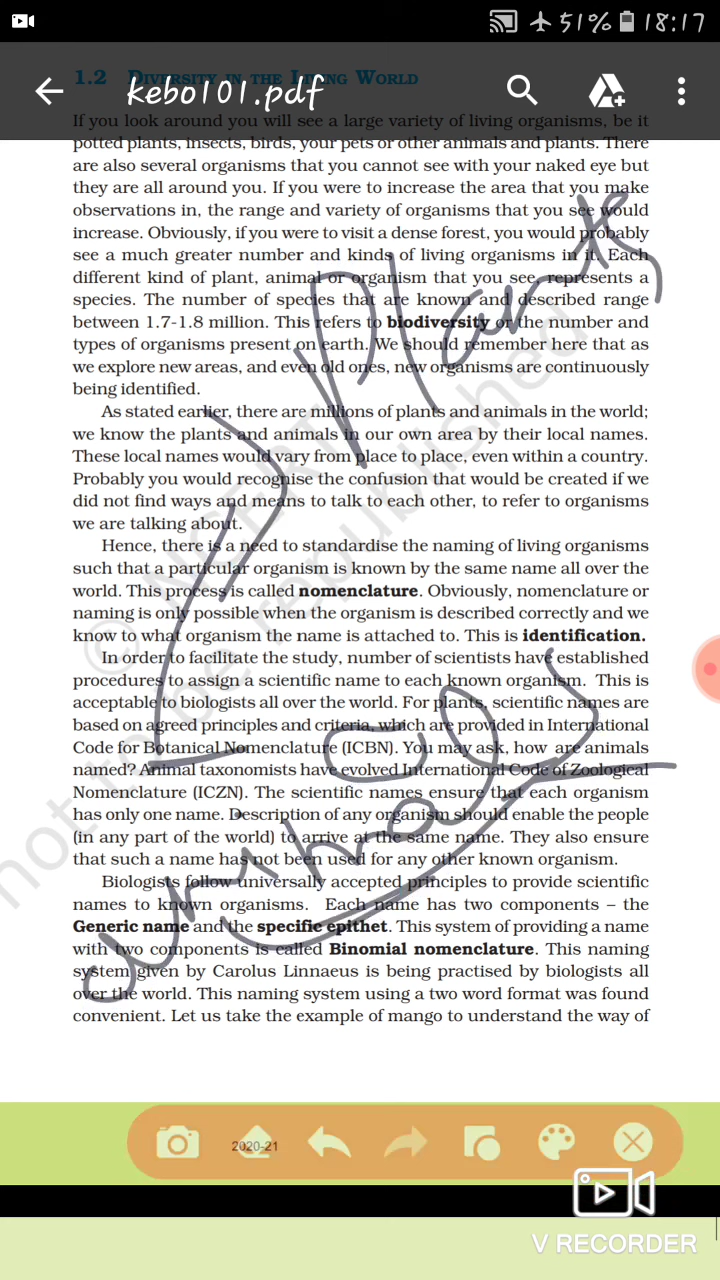 51% 18:17
1.2 DIVERSITY IN THE LIVING WORLD
kebo101.pdf
If you look around you will see a large variety of living organisms, be it
potted plants, insects, birds, your pets or other animals and plants. There
are also several organisms that you cannot see with your naked eye but
they are all around you. If you were to increase the area that you make
observations in, the range and variety of organisms that you see would
increase. Obviously, if you were to visit a dense forest, you would probably
see a much greater number and kinds of living organisms in it. Each
different kind of plant, animal or organism that you see, represents a
species. The number of species that are known and described range
between 1.7-1.8 million. This refers to biodiversity or the number and
types of organisms present on earth. We should remember here that as
we explore new areas, and even old ones, new organisms are continuously
being identified.
As stated earlier, there are millions of plants and animals in the world;
we know the plants and animals in our own area by their local names.
These local names would vary from place to place, even within a country.
Probably you would recognise the confusion that would be created if we
did not find ways and means to talk to each other, to refer to organisms
we are talking about.
Hence, there is a need to standardise the naming of living organisms
such that a particular organism is known by the same name all over the
world. This process is called nomenclature. Obviously, nomenclature or
naming is only possible when the organism is described correctly and we
know to what organism the name is attached to. This is identification.
In order to facilitate the study, number of scientists have established
procedures to assign a scientific name to each known organism. This is
acceptable to biologists all over the world. For plants, scientific names are
based on agreed principles and criteria, which are provided in International
Code for Botanical Nomenclature (ICBN). You may ask, how are animals
named? Animal taxonomists have evolved International Code of Zoological
Nomenclature (ICZN). The scientific names ensure that each organism
has only one name. Description of any organism should enable the people
(in any part of the world) to arrive at the same name. They also ensure
that such a name has not been used for any other known organism.
Biologists follow universally accepted principles to provide scientific
names to known organisms. Each name has two components – the
Generic name and the specific epithet. This system of providing a name
with two components is called Binomial nomenclature. This naming
system given by Carolus Linnaeus is being practised by biologists all
over the world. This naming system using a two word format was found
convenient. Let us take the example of mango to understand the way of
Plants
animals
© NCERT
not to be republished
2020-21
V RECORDER